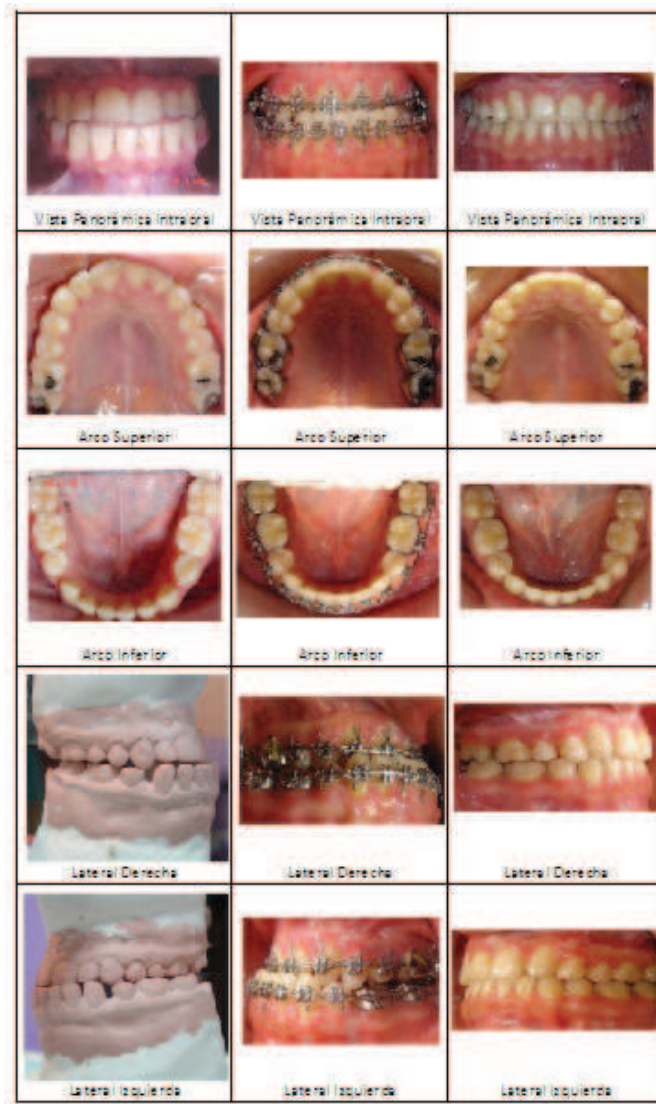 Vista Panorámica Intraoral
Vista Panorámica Intraoral
Vista Panorámica Intraoral
Arco Superior
Arco Superior
Arco Superior
Arco Inferior
Arco Inferior
Arco Inferior
Lateral Derecha
Lateral Derecha
Lateral Derecha
Lateral Izquierda
Lateral Izquierda
Lateral Izquierda